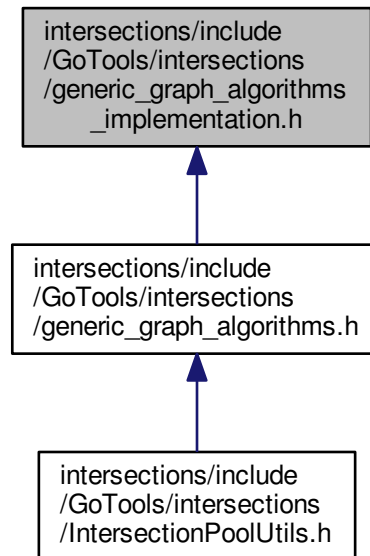 intersections/include
/GoTools/intersections
/generic_graph_algorithms
_implementation.h
intersections/include
/GoTools/intersections
/generic_graph_algorithms.h
intersections/include
/GoTools/intersections
/IntersectionPoolUtils.h